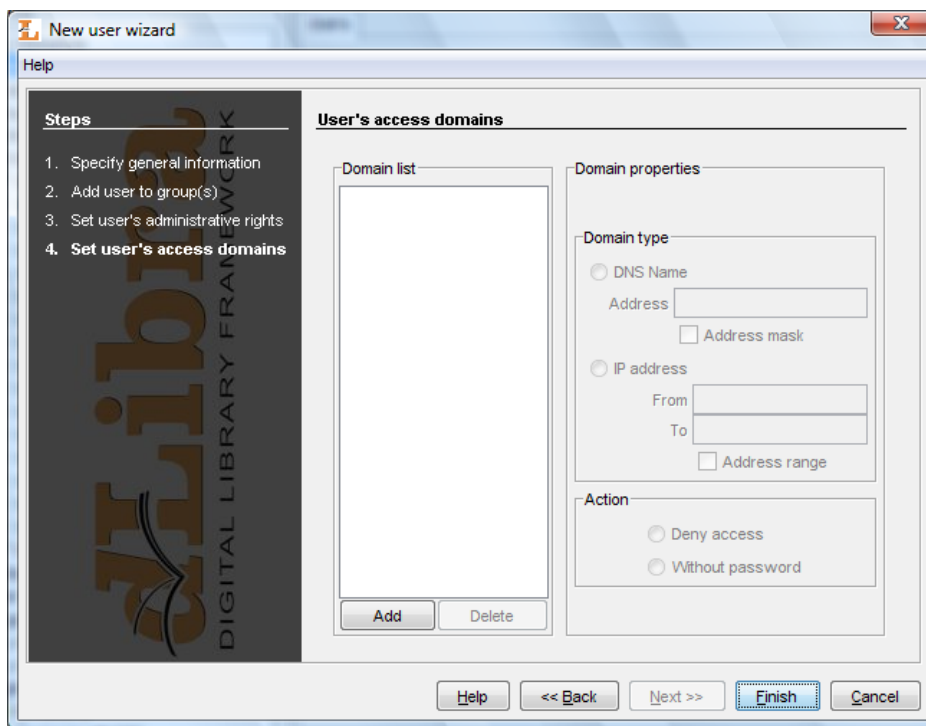 New user wizard
X
Help
Steps
1. Specify general information
2. Add user to group(s)
3. Set user's administrative rights
4. Set user's access domains
dLibra
DIGITAL LIBRARY FRAMEWORK
User's access domains
Domain list
Add
Delete
Domain properties
Domain type
DNS Name
Address
Address mask
IP address
From
To
Address range
Action
Deny access
Without password
Help
<< Back
Next >>
Finish
Cancel